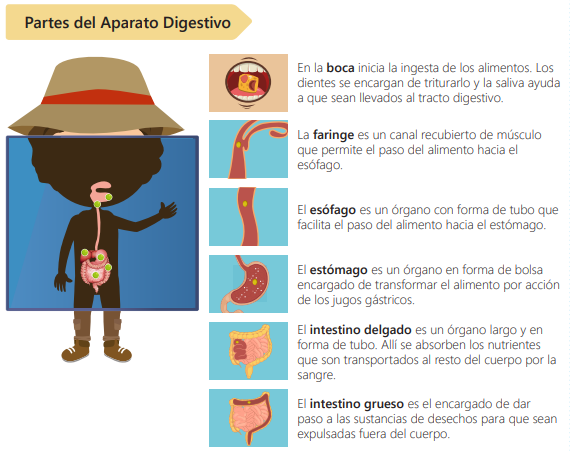 Partes del Aparato Digestivo
En la boca inicia la ingesta de los alimentos. Los
dientes se encargan de triturarlo y la saliva ayuda
a que sean llevados al tracto digestivo.
La faringe es un canal recubierto de músculo
que permite el paso del alimento hacia el
esófago.
El esófago es un órgano con forma de tubo que
facilita el paso del alimento hacia el estómago.
El estómago es un órgano en forma de bolsa
encargado de transformar el alimento por acción
de los jugos gástricos.
El intestino delgado es un órgano largo y en
forma de tubo. Allí se absorben los nutrientes
que son transportados al resto del cuerpo por la
sangre.
El intestino grueso es el encargado de dar
paso a las sustancias de desechos para que sean
expulsadas fuera del cuerpo.